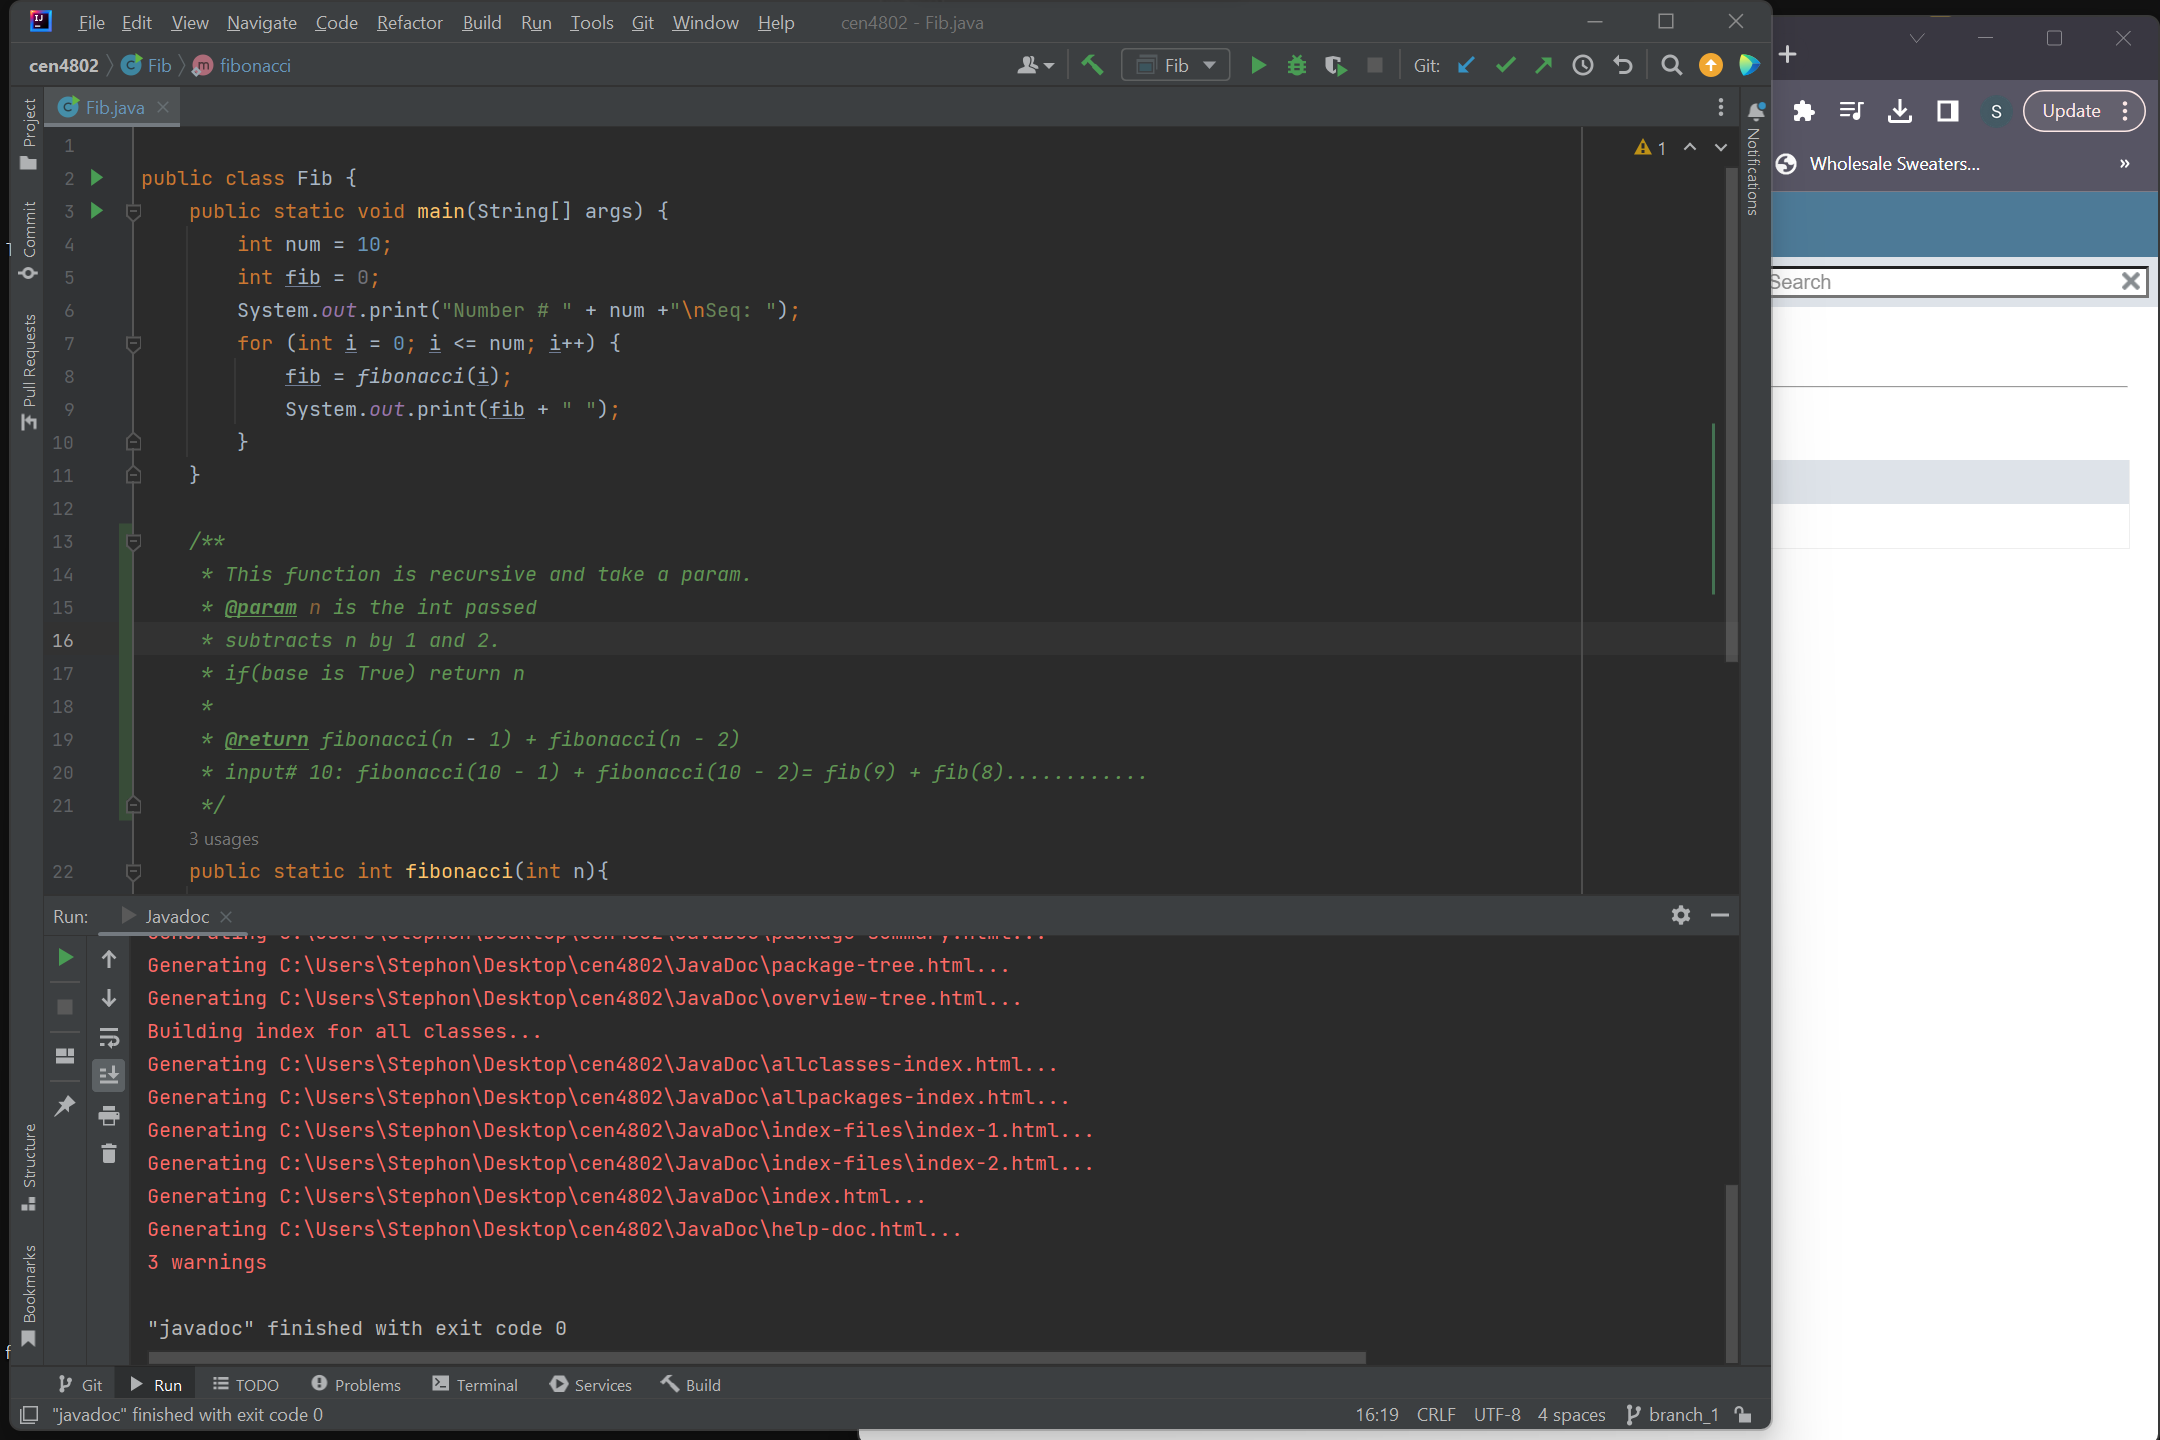 File Edit View Navigate Code Refactor Build Run Tools Git Window Help cen4802 - Fib.java
cen4802 Fib fibonacci Fib Git:
Fib.java
1
2 public class Fib {
3 public static void main(String[] args) {
4 int num = 10;
5 int fib = 0;
6 System.out.print("Number # " + num +"\nSeq: ");
7 for (int i = 0; i <= num; i++) {
8 fib = fibonacci(i);
9 System.out.print(fib + " ");
10 }
11 }
12
13 /**
14 * This function is recursive and take a param.
15 * @param n is the int passed
16 * subtracts n by 1 and 2.
17 * if(base is True) return n
18 *
19 * @return fibonacci(n - 1) + fibonacci(n - 2)
20 * input# 10: fibonacci(10 - 1) + fibonacci(10 - 2)= fib(9) + fib(8)............
21 */
3 usages
22 public static int fibonacci(int n){
1
Project
Commit
Pull Requests
Structure
Bookmarks
Notifications
Run: Javadoc
Generating C:\Users\Stephon\Desktop\cen4802\JavaDoc\package-summary.html...
Generating C:\Users\Stephon\Desktop\cen4802\JavaDoc\package-tree.html...
Generating C:\Users\Stephon\Desktop\cen4802\JavaDoc\overview-tree.html...
Building index for all classes...
Generating C:\Users\Stephon\Desktop\cen4802\JavaDoc\allclasses-index.html...
Generating C:\Users\Stephon\Desktop\cen4802\JavaDoc\allpackages-index.html...
Generating C:\Users\Stephon\Desktop\cen4802\JavaDoc\index-files\index-1.html...
Generating C:\Users\Stephon\Desktop\cen4802\JavaDoc\index-files\index-2.html...
Generating C:\Users\Stephon\Desktop\cen4802\JavaDoc\index.html...
Generating C:\Users\Stephon\Desktop\cen4802\JavaDoc\help-doc.html...
3 warnings
"javadoc" finished with exit code 0
Git Run TODO Problems Terminal Services Build
"javadoc" finished with exit code 0 16:19 CRLF UTF-8 4 spaces branch_1
S Update
Wholesale Sweaters... »
Search